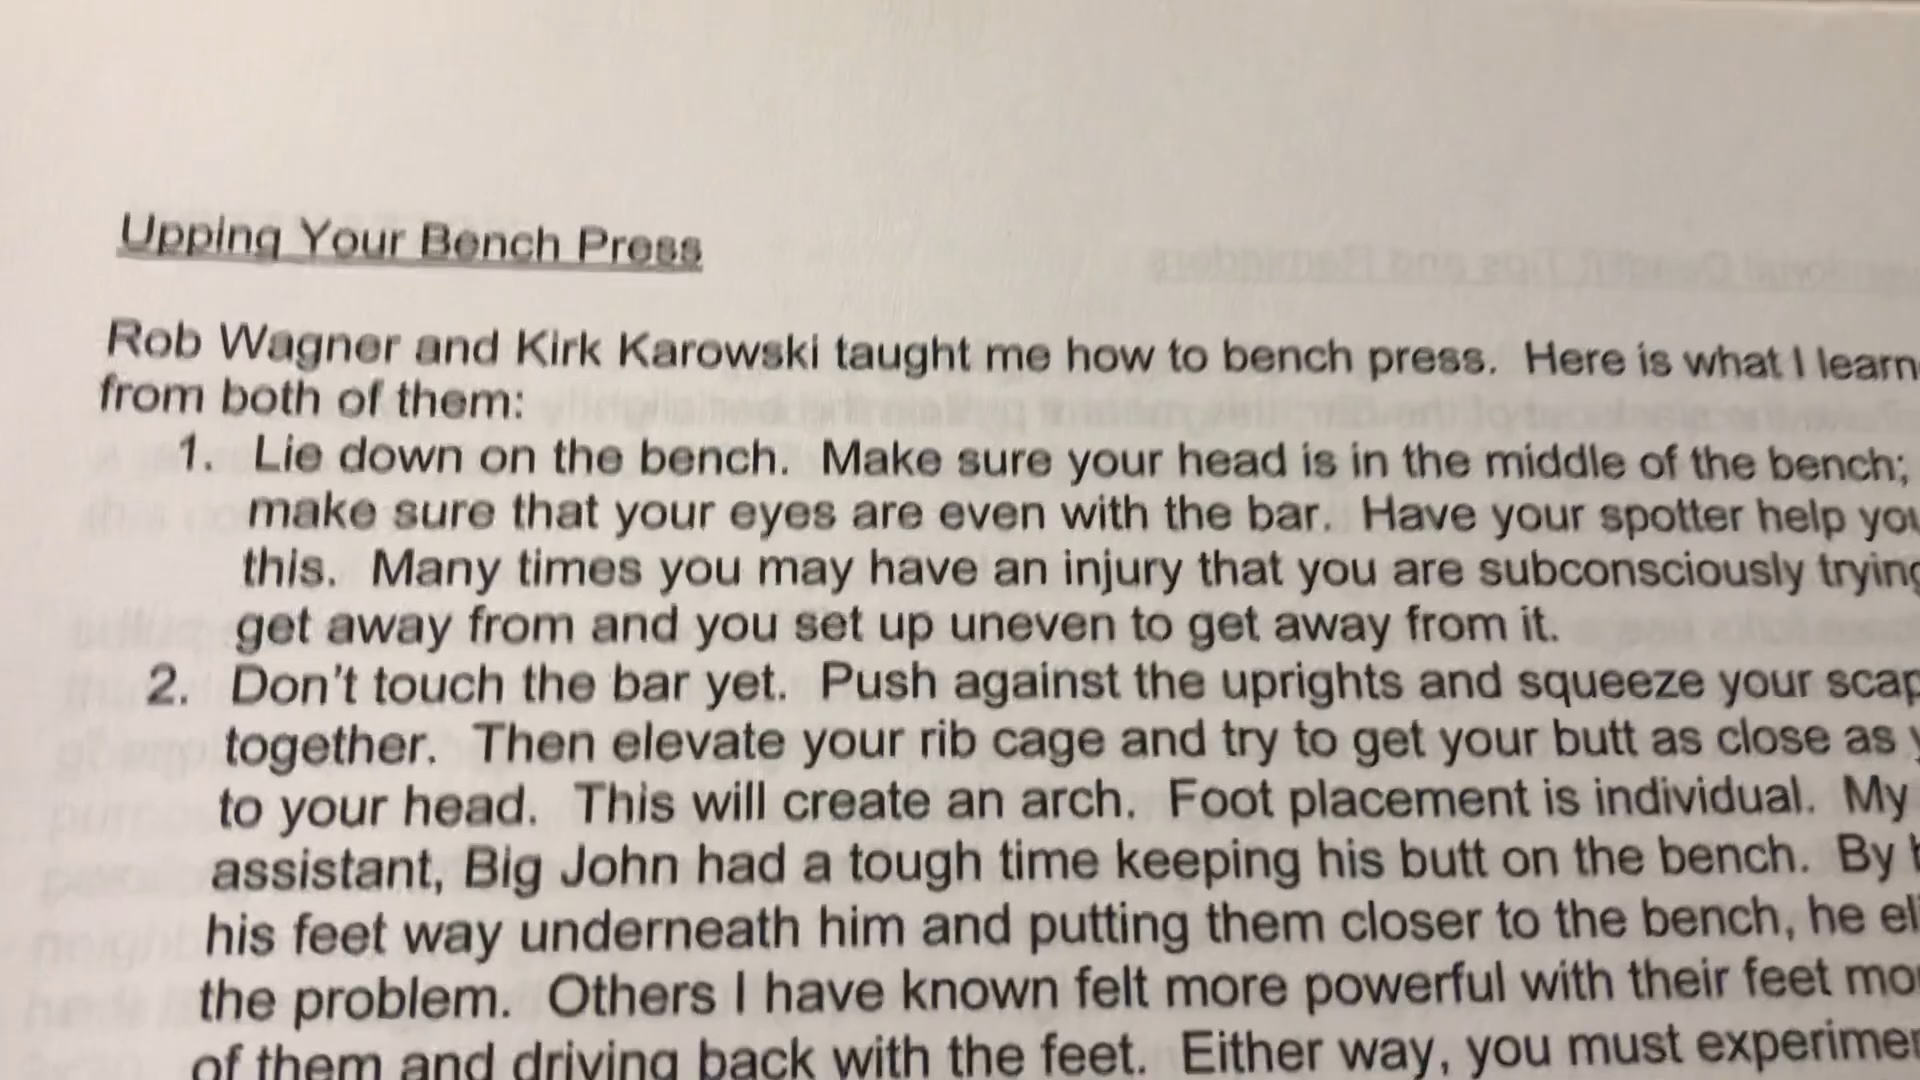 Upping Your Bench Press
Rob Wagner and Kirk Karowski taught me how to bench press. Here is what I learn
from both of them:
1. Lie down on the bench. Make sure your head is in the middle of the bench;
make sure that your eyes are even with the bar. Have your spotter help you
this. Many times you may have an injury that you are subconsciously trying
get away from and you set up uneven to get away from it.
2. Don't touch the bar yet. Push against the uprights and squeeze your scap
together. Then elevate your rib cage and try to get your butt as close as
to your head. This will create an arch. Foot placement is individual. My
assistant, Big John had a tough time keeping his butt on the bench. By
his feet way underneath him and putting them closer to the bench, he el
the problem. Others I have known felt more powerful with their feet mo
of them and driving back with the feet. Either way, you must experimen